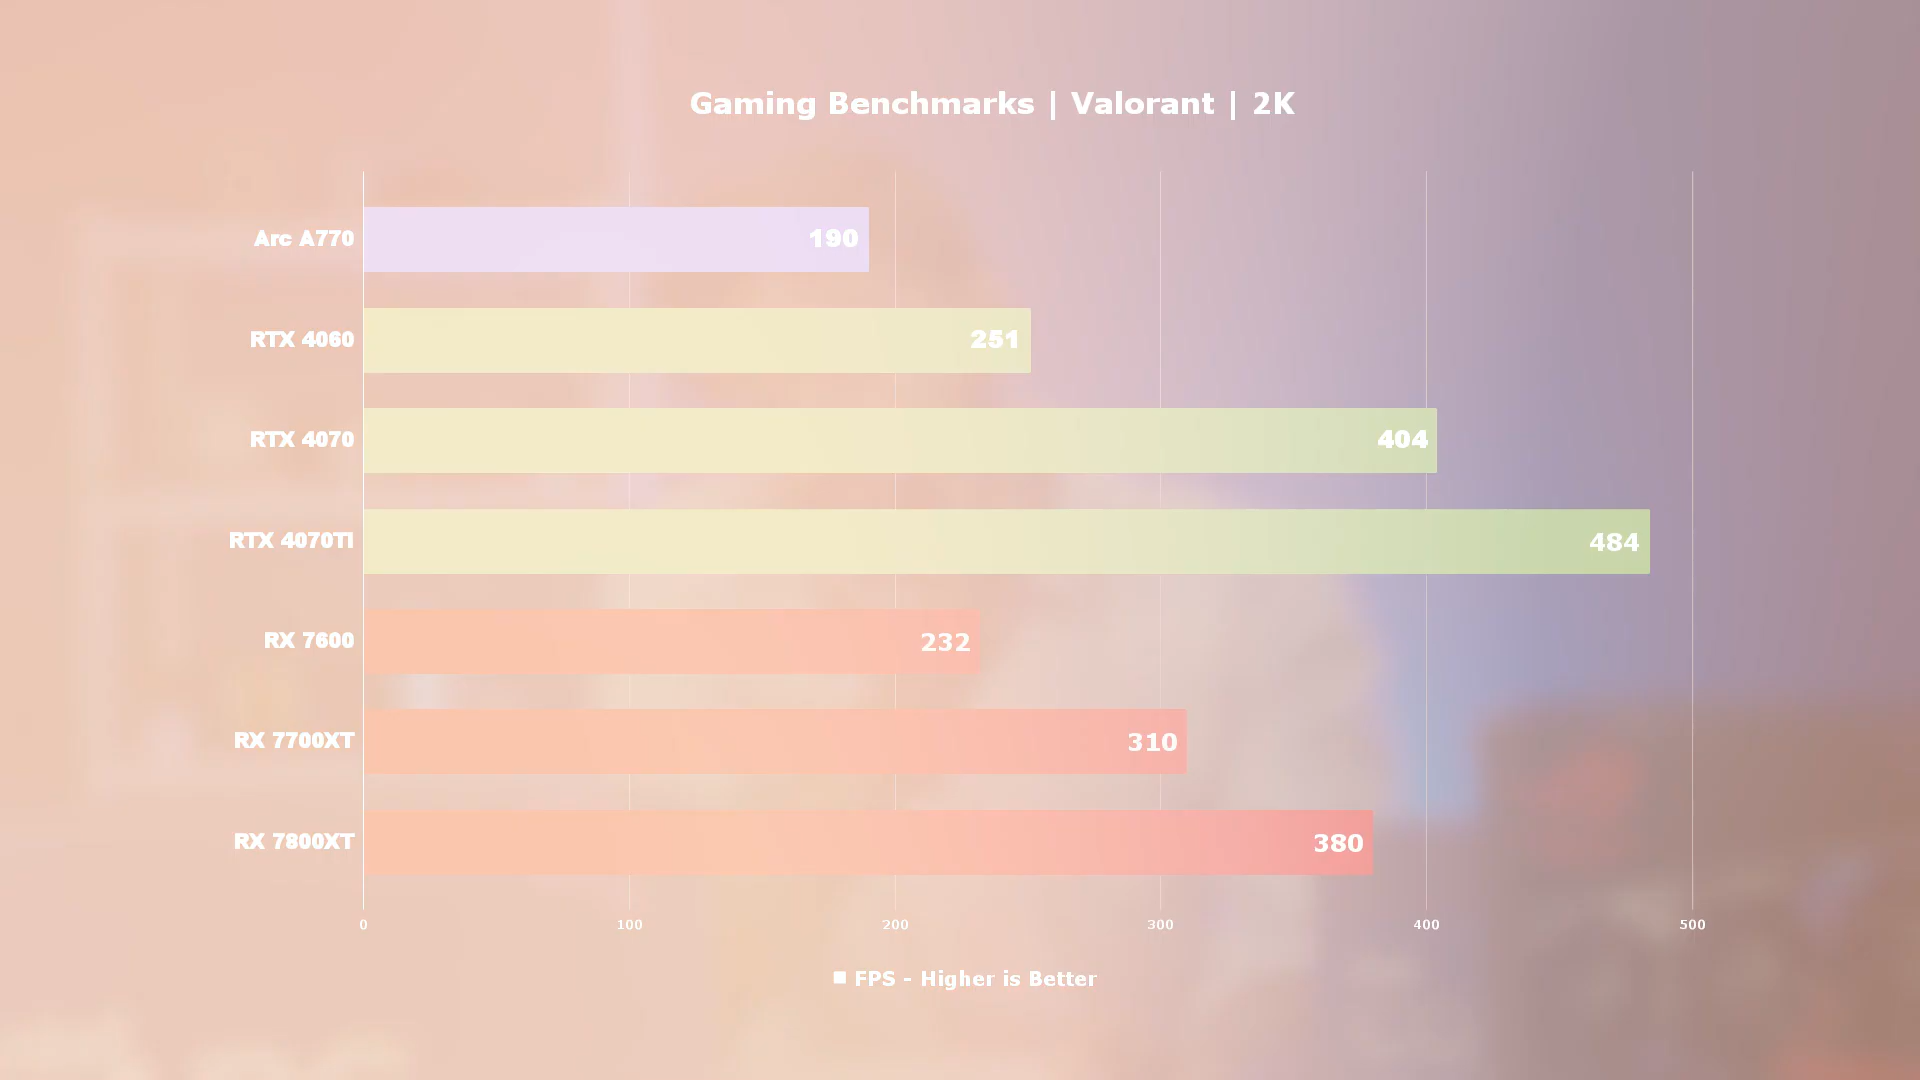 Gaming Benchmarks | Valorant | 2K
Arc A770 190
RTX 4060 251
RTX 4070 404
RTX 4070TI 484
RX 7600 232
RX 7700XT 310
RX 7800XT 380
0 100 200 300 400 500
FPS - Higher is Better